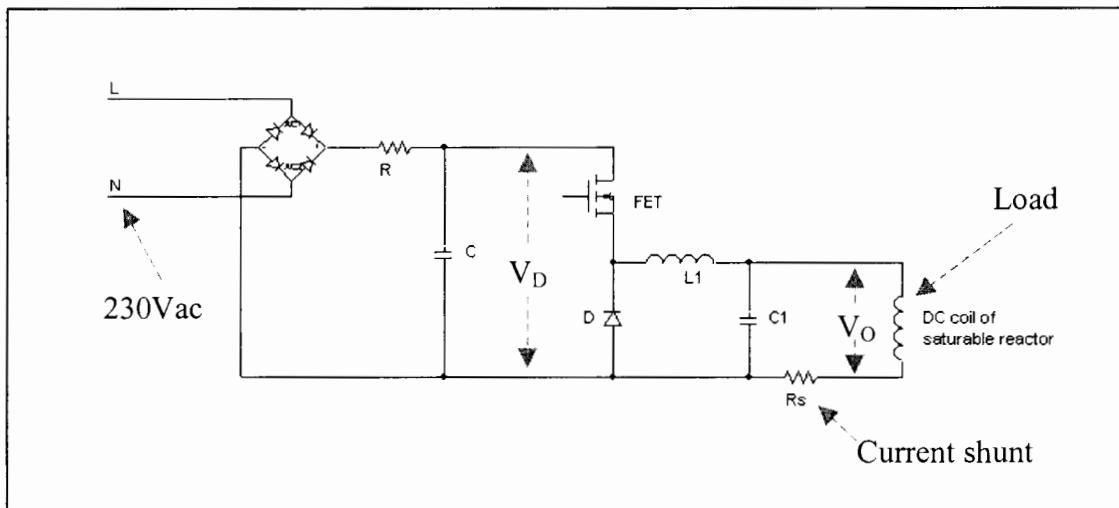 L
N
230Vac
R
C
V_D
FET
L1
D
C1
V_O
Load
DC coil of
saturable reactor
Rs
Current shunt